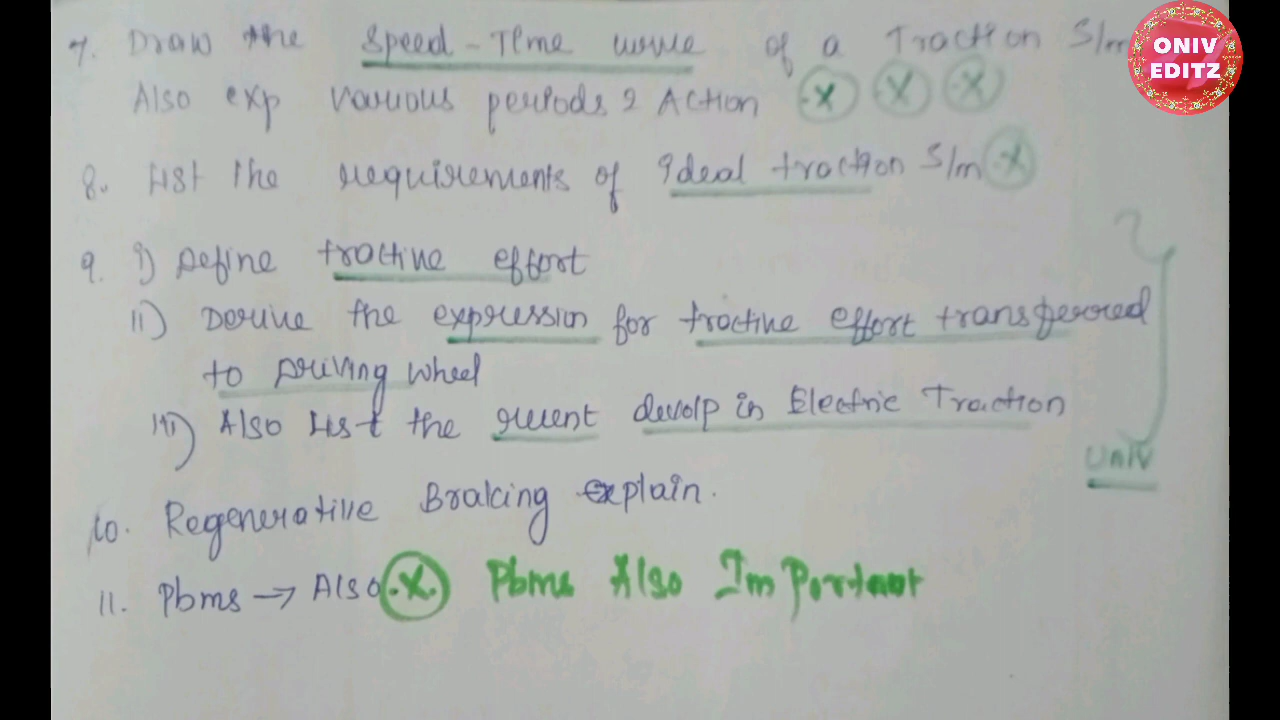 7. Draw the Speed-Time curve of a Traction S/m
Also exp various periods & Action
8. List the requirements of Ideal traction S/m
9. i) Define tractive effort
ii) Derive the expression for tractive effort transferred
to Driving wheel
iii) Also List the recent devolp in Electric Traction
Univ
10. Regenerative Braking explain.
11. Pbms → Also Pbms Also Important
ONIV
EDITZ